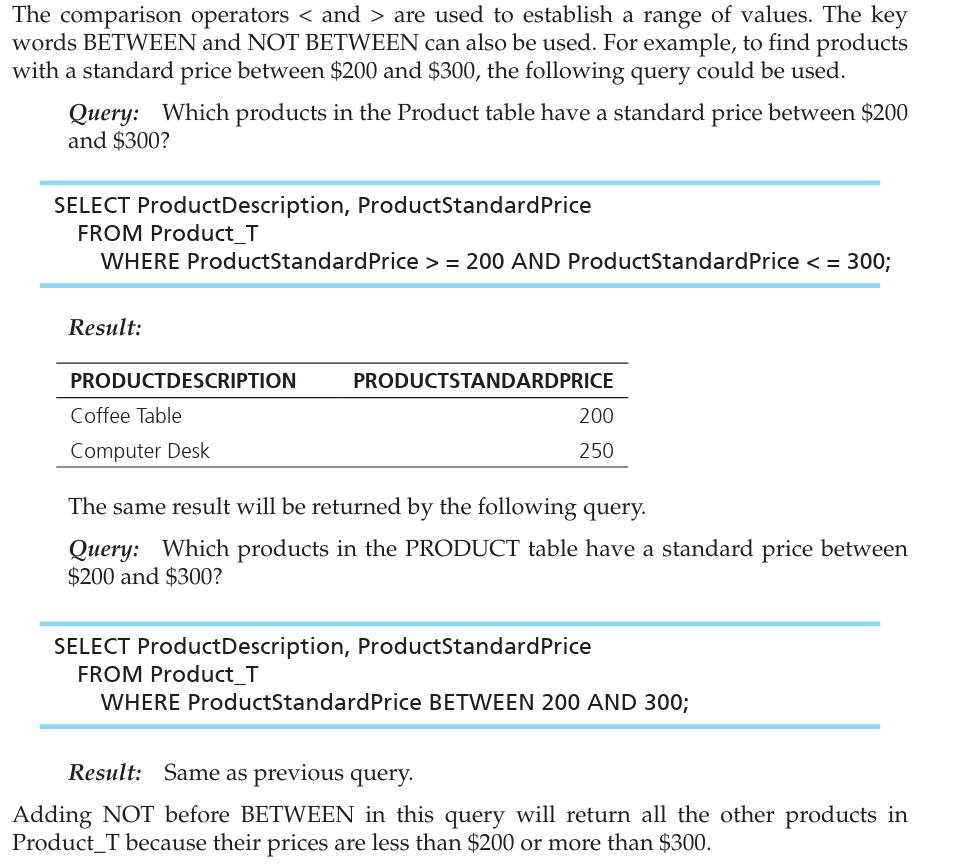 The comparison operators < and > are used to establish a range of values. The key
words BETWEEN and NOT BETWEEN can also be used. For example, to find products
with a standard price between $200 and $300, the following query could be used.
Query: Which products in the Product table have a standard price between $200
and $300?
SELECT ProductDescription, ProductStandardPrice
FROM Product_T
WHERE ProductStandardPrice > = 200 AND ProductStandardPrice < = 300;
Result:
PRODUCTDESCRIPTION PRODUCTSTANDARDPRICE
Coffee Table 200
Computer Desk 250
The same result will be returned by the following query.
Query: Which products in the PRODUCT table have a standard price between
$200 and $300?
SELECT ProductDescription, ProductStandardPrice
FROM Product_T
WHERE ProductStandardPrice BETWEEN 200 AND 300;
Result: Same as previous query.
Adding NOT before BETWEEN in this query will return all the other products in
Product_T because their prices are less than $200 or more than $300.